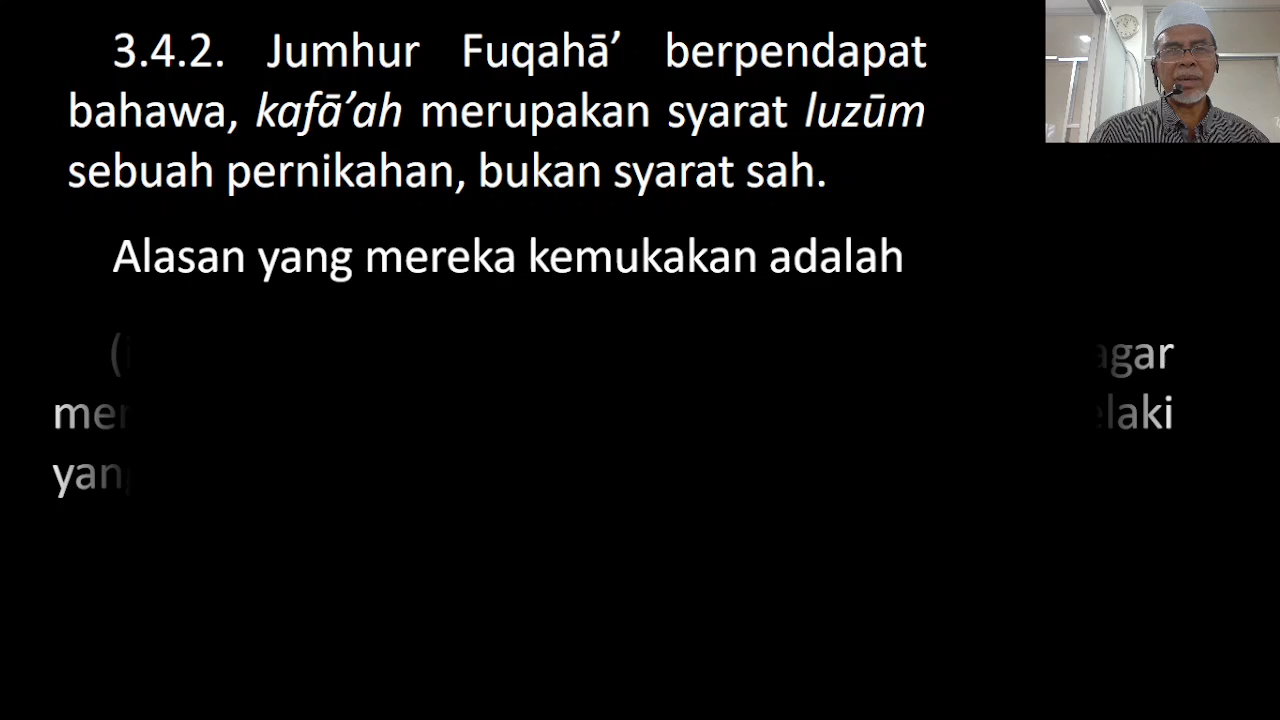 3.4.2. Jumhur Fuqahā’ berpendapat
bahawa, kafā’ah merupakan syarat luzūm
sebuah pernikahan, bukan syarat sah.
Alasan yang mereka kemukakan adalah
agar